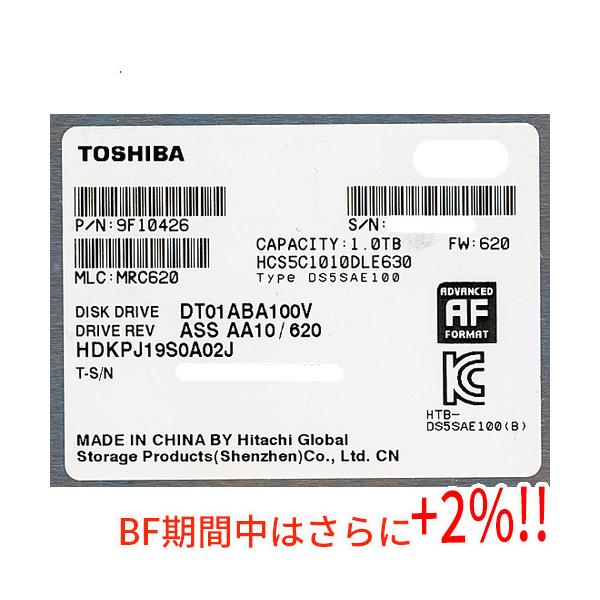 TOSHIBA
P/N:9F10426
S/N:
MLC:MRC620
CAPACITY:1.0TB FW:620
HCS5C1010DLE630
Type DS5SAE100
DISK DRIVE DT01ABA100V
DRIVE REV ASS AA10/620
HDKPJ19S0A02J
T-S/N
ADVANCED
AF
FORMAT
HTB-
DS5SAE100(B)
MADE IN CHINA BY Hitachi Global
Storage Products(Shenzhen)Co., Ltd. CN
BF期間中はさらに+2%!!